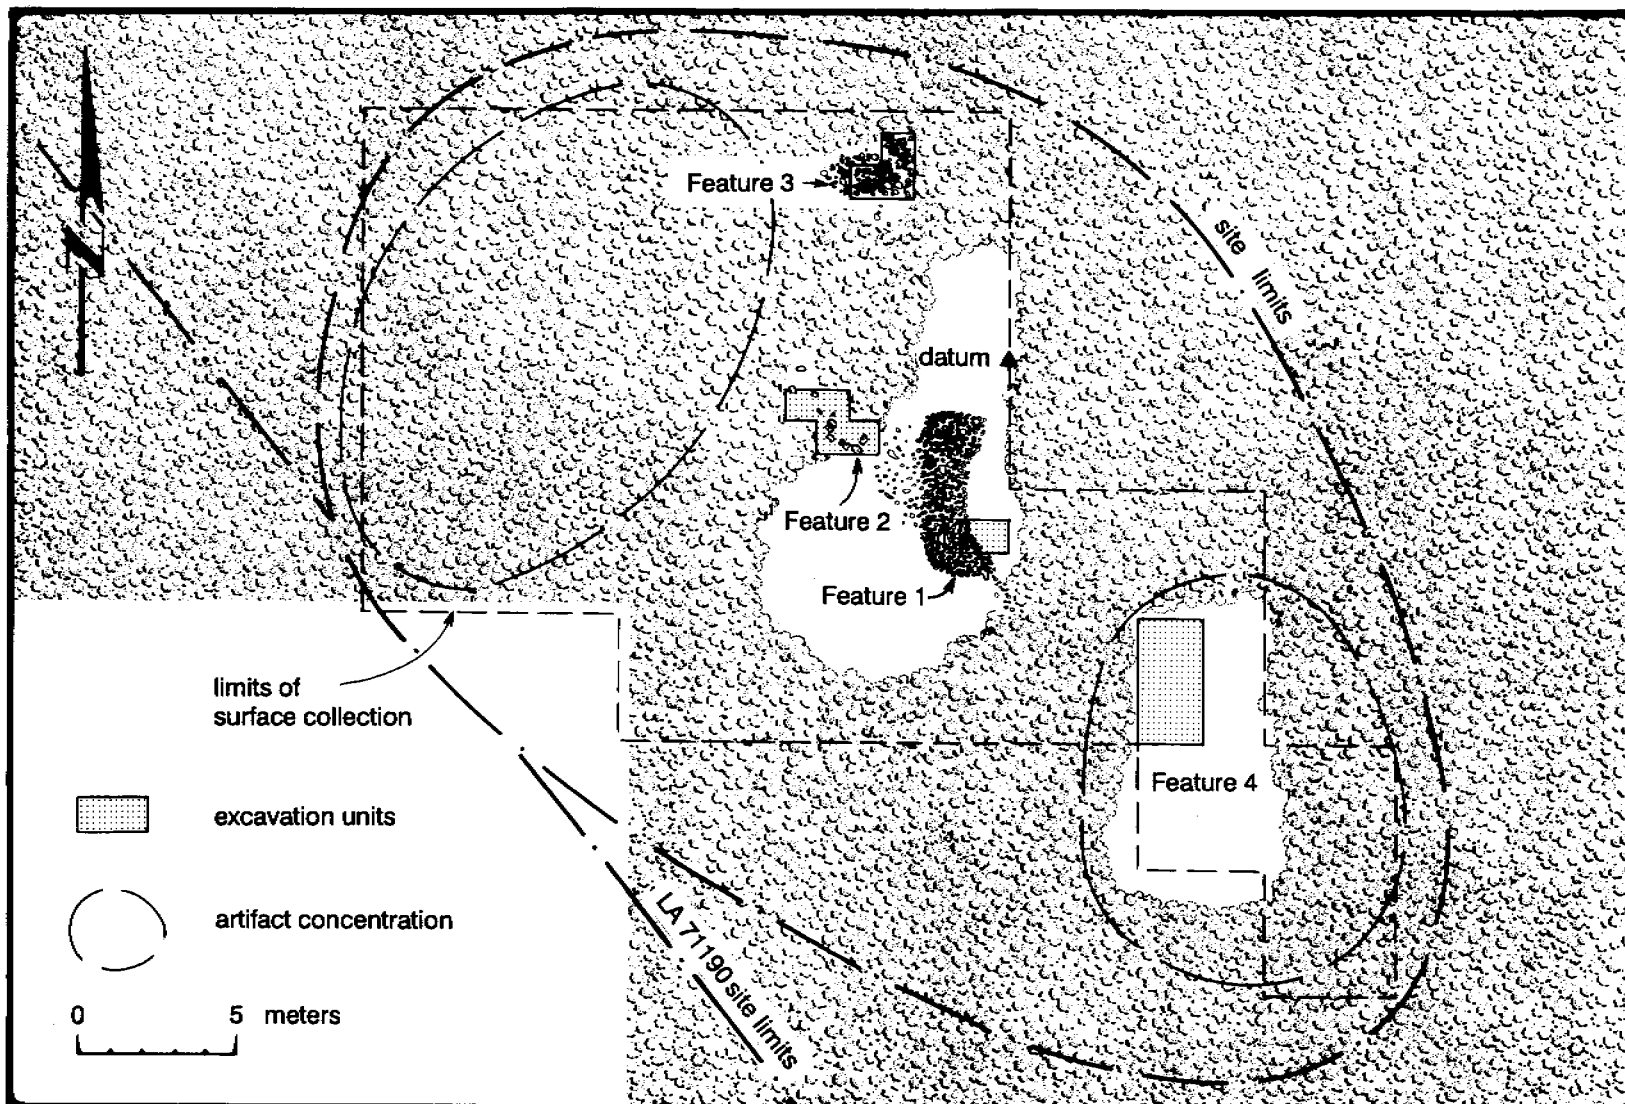 N
Feature 3
site limits
datum
Feature 2
Feature 1
limits of
surface collection
Feature 4
excavation units
artifact concentration
LA 71190 site limits
0 5 meters